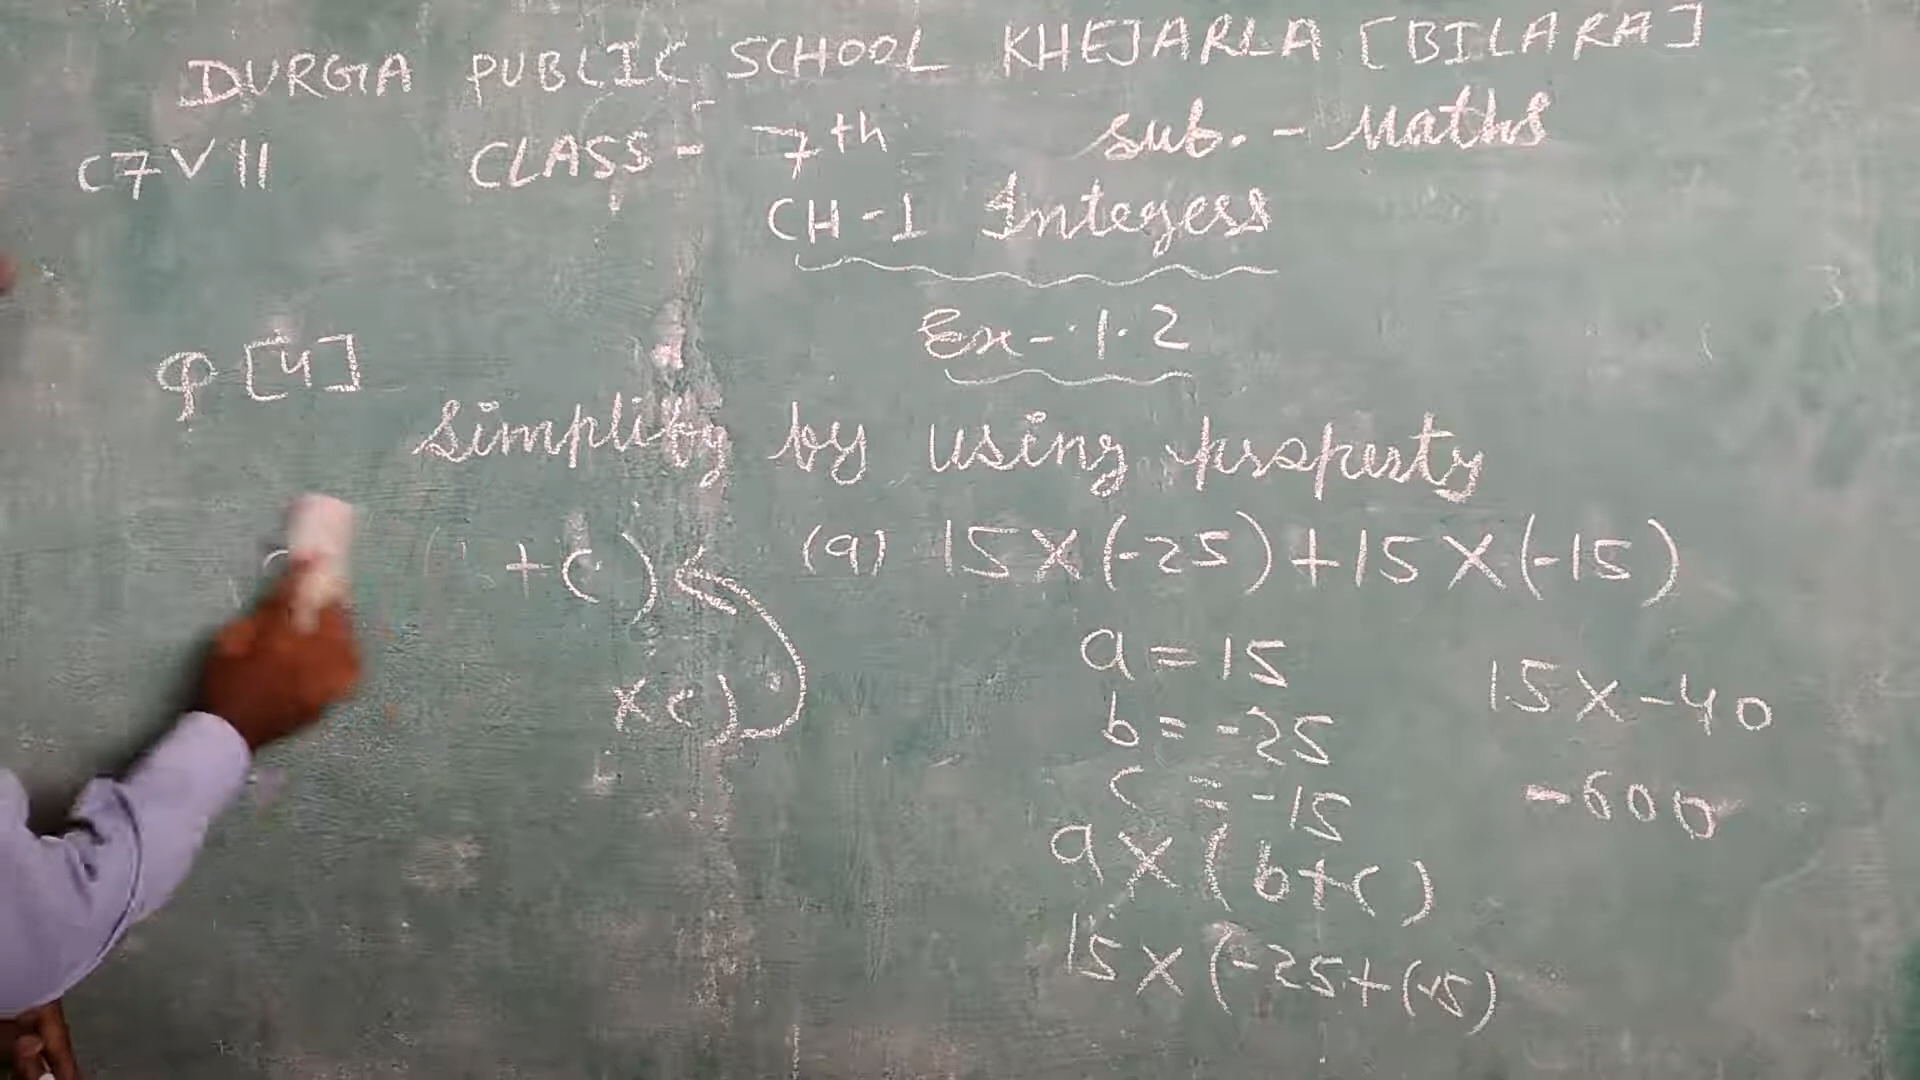 DURGA PUBLIC SCHOOL KHEJARLA [BILARA]
C7V11 CLASS - 7th sub. - Maths
CH-1 Integers
Ex-1.2
Q [4]
Simplify by using property
+c) (a) 15×(-25)+15×(-15)
a = 15
×c)
15×-40
b = -25
c = -15
-600
a×(b+c)
15×(-25+(-15)